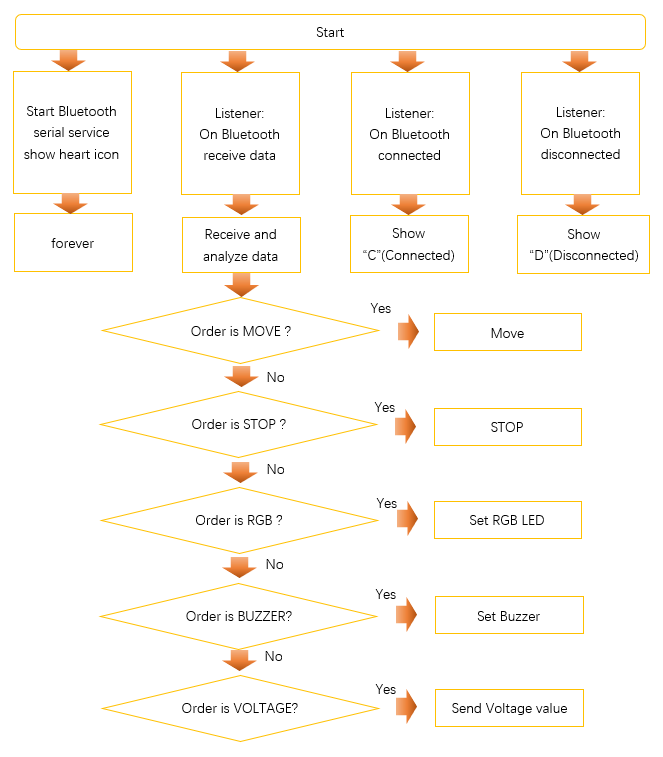 Start
Start Bluetooth
serial service
show heart icon
Listener:
On Bluetooth
receive data
Listener:
On Bluetooth
connected
Listener:
On Bluetooth
disconnected
forever
Receive and
analyze data
Show
“C”(Connected)
Show
“D”(Disconnected)
Order is MOVE ?
Yes
Move
No
Order is STOP ?
Yes
STOP
No
Order is RGB ?
Yes
Set RGB LED
No
Order is BUZZER?
Yes
Set Buzzer
No
Order is VOLTAGE?
Yes
Send Voltage value